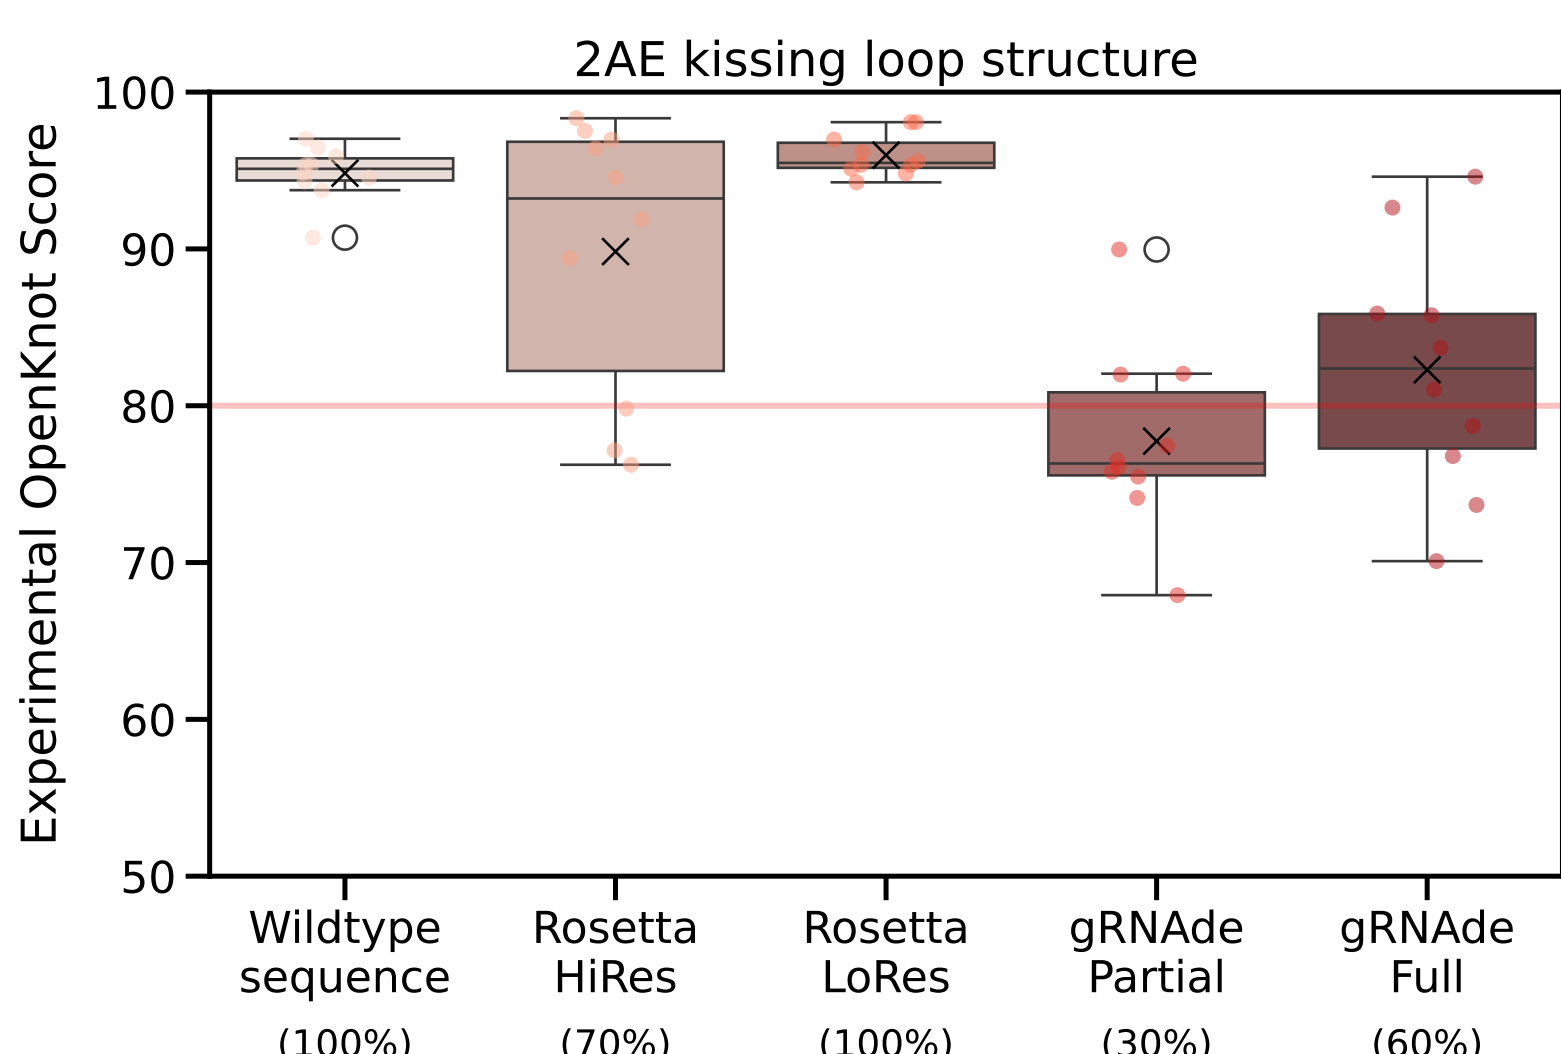 2AE kissing loop structure
Experimental OpenKnot Score
100
90
80
70
60
50
Wildtype sequence
(100%)
Rosetta HiRes
(70%)
Rosetta LoRes
(100%)
gRNAde Partial
(30%)
gRNAde Full
(60%)